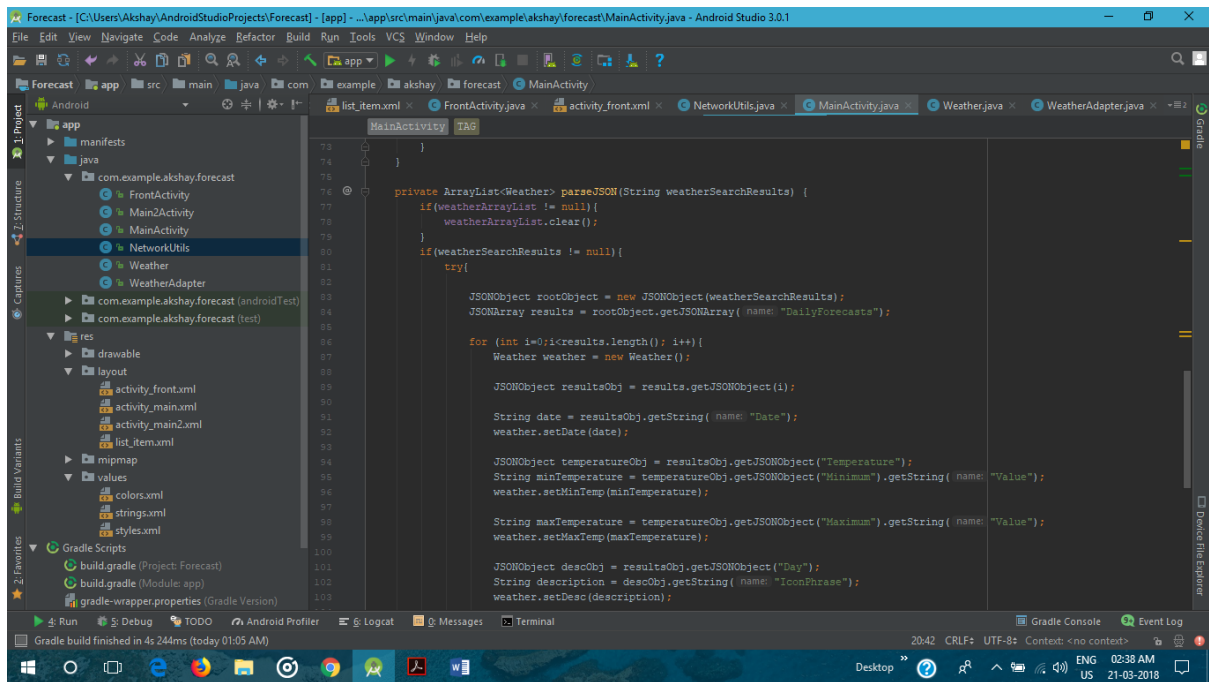 Forecast - [C:\Users\Akshay\AndroidStudioProjects\Forecast] - [app] - ...\app\src\main\java\com\example\akshay\forecast\MainActivity.java - Android Studio 3.0.1
File Edit View Navigate Code Analyze Refactor Build Run Tools VCS Window Help
app
Forecast app src main java com example akshay forecast MainActivity
Android
list_item.xml FrontActivity.java activity_front.xml NetworkUtils.java MainActivity.java Weather.java WeatherAdapter.java
MainActivity TAG
1: Project
7: Structure
Captures
Build Variants
2: Favorites
app
manifests
java
com.example.akshay.forecast
FrontActivity
Main2Activity
MainActivity
NetworkUtils
Weather
WeatherAdapter
com.example.akshay.forecast (androidTest)
com.example.akshay.forecast (test)
res
drawable
layout
activity_front.xml
activity_main.xml
activity_main2.xml
list_item.xml
mipmap
values
colors.xml
strings.xml
styles.xml
Gradle Scripts
build.gradle (Project: Forecast)
build.gradle (Module: app)
gradle-wrapper.properties (Gradle Version)
73 }
74 }
75
76 @ private ArrayList<Weather> parseJSON(String weatherSearchResults) {
77 if(weatherArrayList != null){
78 weatherArrayList.clear();
79 }
80 if(weatherSearchResults != null){
81 try{
82
83 JSONObject rootObject = new JSONObject(weatherSearchResults);
84 JSONArray results = rootObject.getJSONArray( name: "DailyForecasts");
85
86 for (int i=0;i<results.length(); i++){
87 Weather weather = new Weather();
88
89 JSONObject resultsObj = results.getJSONObject(i);
90
91 String date = resultsObj.getString( name: "Date");
92 weather.setDate(date);
93
94 JSONObject temperatureObj = resultsObj.getJSONObject("Temperature");
95 String minTemperature = temperatureObj.getJSONObject("Minimum").getString( name: "Value");
96 weather.setMinTemp(minTemperature);
97
98 String maxTemperature = temperatureObj.getJSONObject("Maximum").getString( name: "Value");
99 weather.setMaxTemp(maxTemperature);
100
101 JSONObject descObj = resultsObj.getJSONObject("Day");
102 String description = descObj.getString( name: "IconPhrase");
103 weather.setDesc(description);
Gradle
Device File Explorer
4: Run 5: Debug TODO Android Profiler 6: Logcat 0: Messages Terminal Gradle Console Event Log
Gradle build finished in 4s 244ms (today 01:05 AM) 20:42 CRLF÷ UTF-8÷ Context: <no context>
Desktop ENG US 02:38 AM 21-03-2018